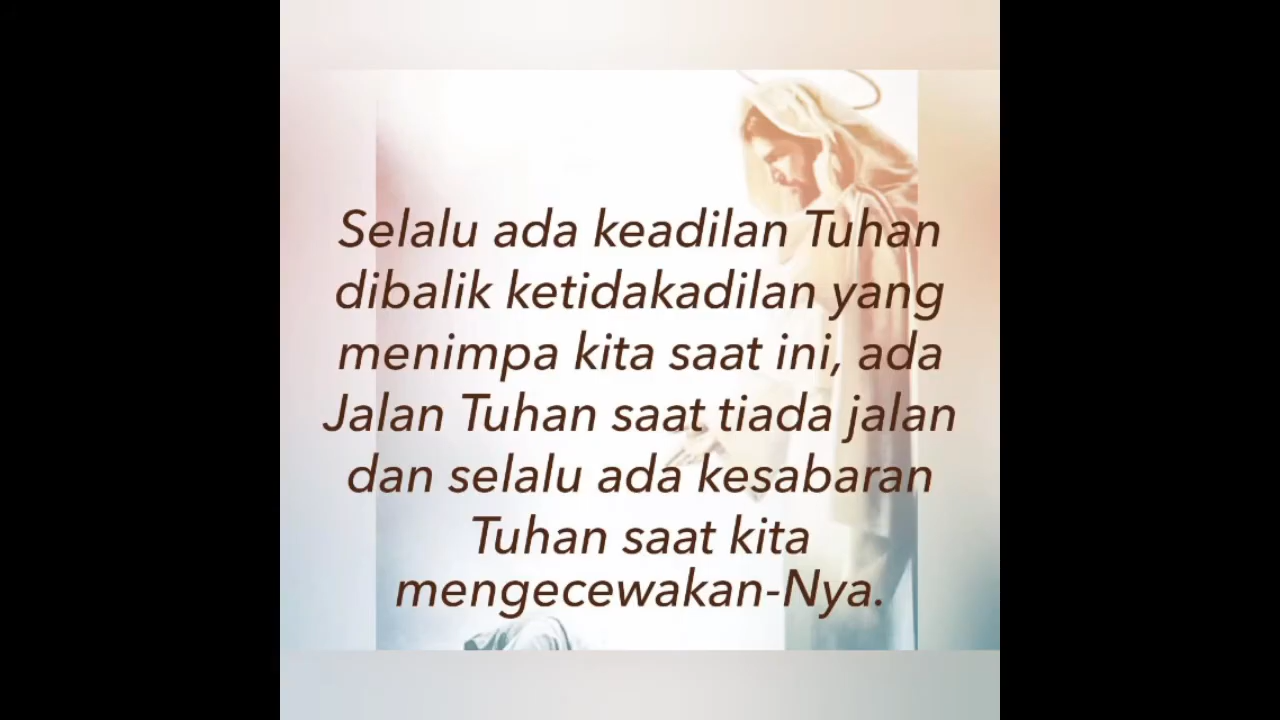 Selalu ada keadilan Tuhan
dibalik ketidakadilan yang
menimpa kita saat ini, ada
Jalan Tuhan saat tiada jalan
dan selalu ada kesabaran
Tuhan saat kita
mengecewakan-Nya.